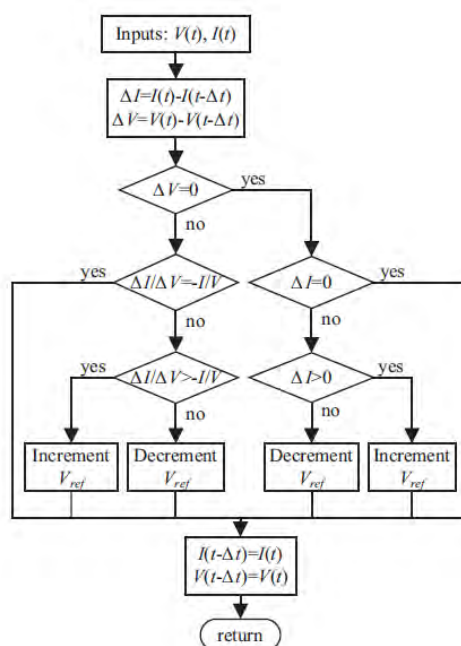 Inputs: V(t), I(t)
ΔI=I(t)-I(t-Δt)
ΔV=V(t)-V(t-Δt)
ΔV=0
yes
no
yes
ΔI/ΔV=-I/V
ΔI=0
yes
no
no
yes
ΔI/ΔV>-I/V
ΔI>0
yes
no
no
Increment
Vref
Decrement
Vref
Decrement
Vref
Increment
Vref
I(t-Δt)=I(t)
V(t-Δt)=V(t)
return